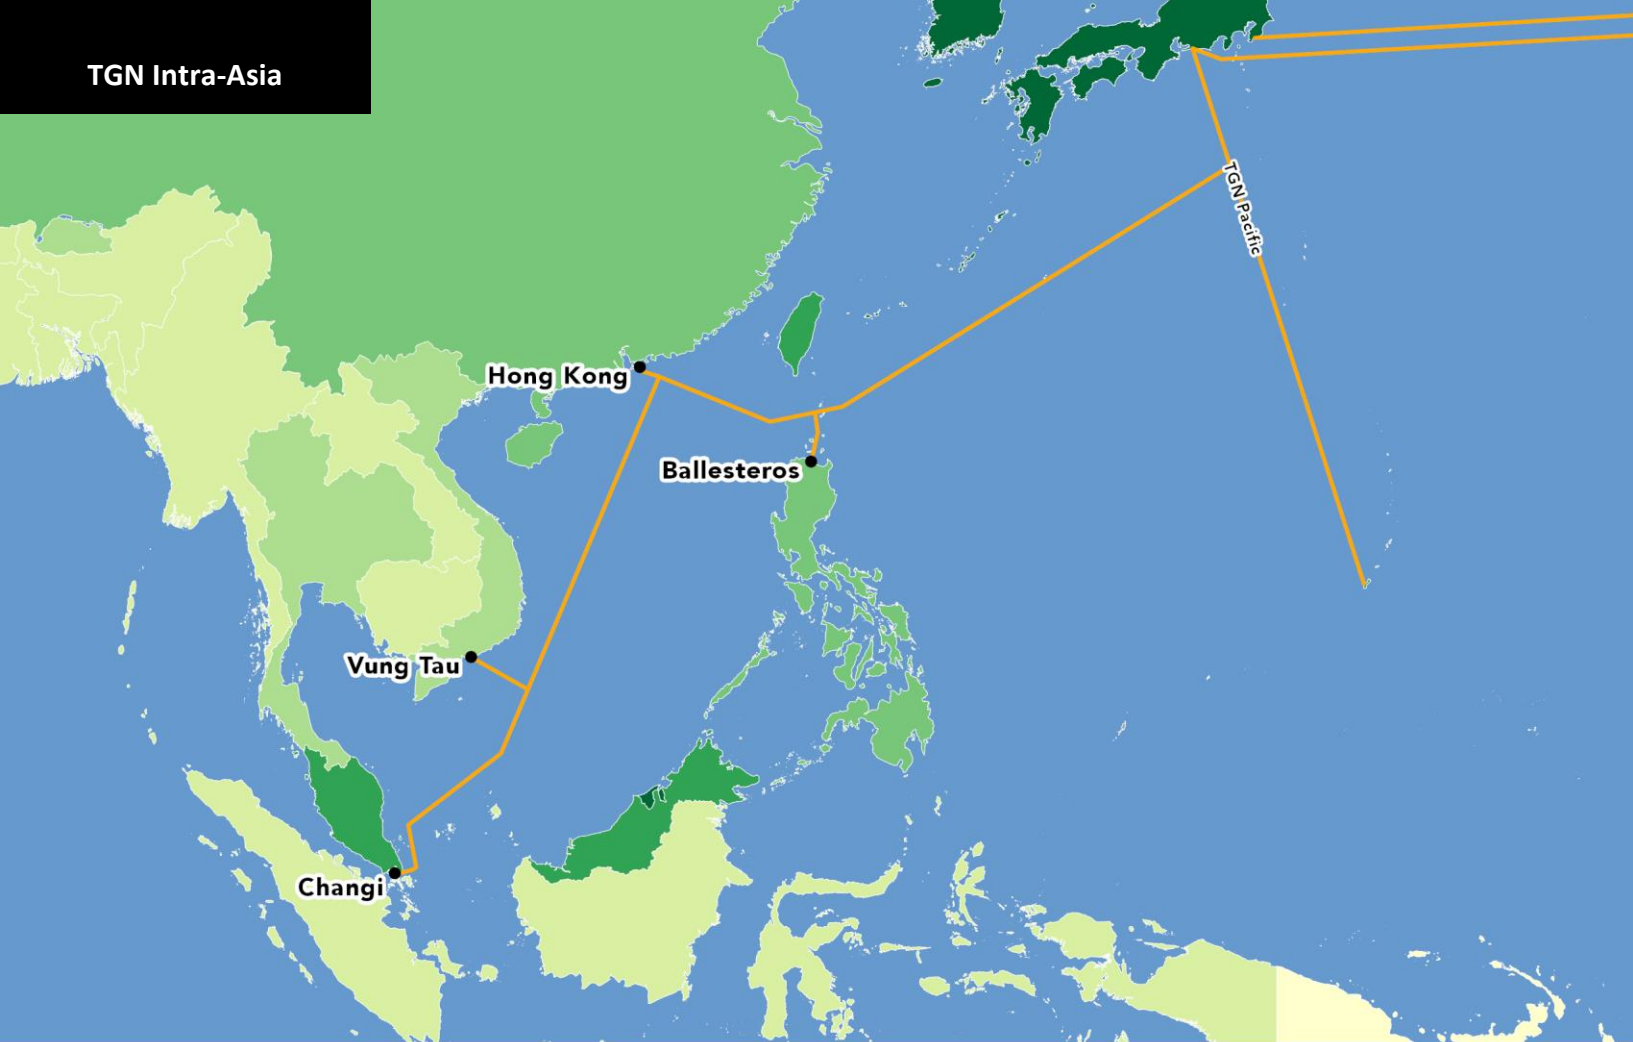 TGN Intra-Asia
TGN Pacific
Hong Kong
Ballesteros
Vung Tau
Changi